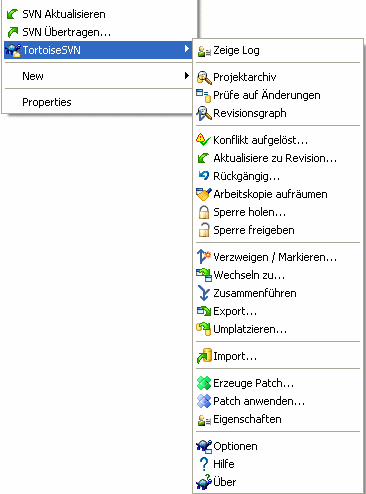 SVN Aktualisieren
SVN Übertragen...
TortoiseSVN
New
Properties
Zeige Log
Projektarchiv
Prüfe auf Änderungen
Revisionsgraph
Konflikt aufgelöst...
Aktualisiere zu Revision...
Rückgängig...
Arbeitskopie aufräumen
Sperre holen...
Sperre freigeben
Verzweigen / Markieren...
Wechseln zu...
Zusammenführen
Export...
Umplatzieren...
Import...
Erzeuge Patch...
Patch anwenden...
Eigenschaften
Optionen
Hilfe
Über